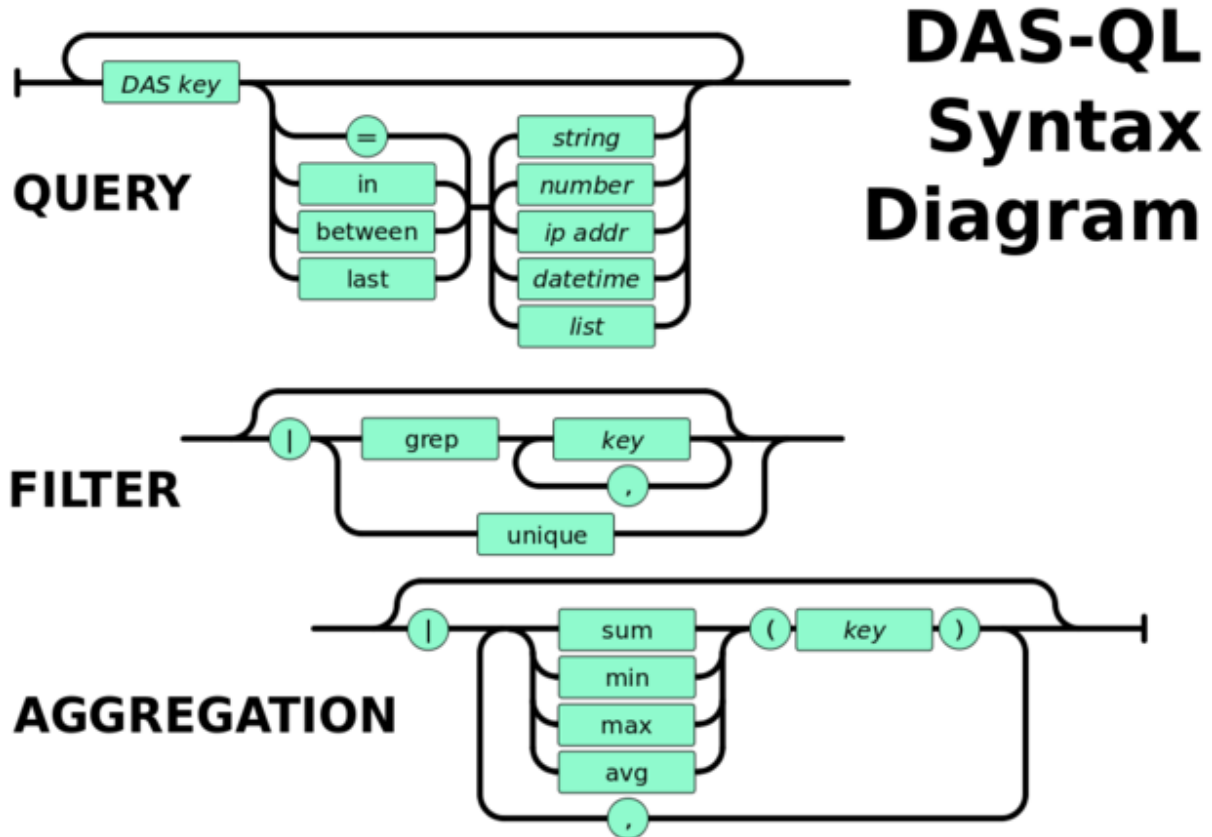 DAS-QL
Syntax
Diagram
QUERY
DAS key
=
in
between
last
string
number
ip addr
datetime
list
FILTER
|
grep
key
,
unique
AGGREGATION
|
sum
min
max
avg
(
key
)
,